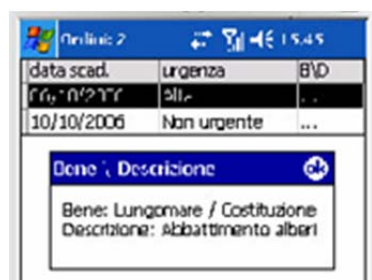 Ordini: 2 15.45
data scad. urgenza B\D
Alta ...
10/10/2006 Non urgente ...
Bene \ Descrizione ok
Bene: Lungomare / Costituzione
Descrizione: Abbattimento alberi